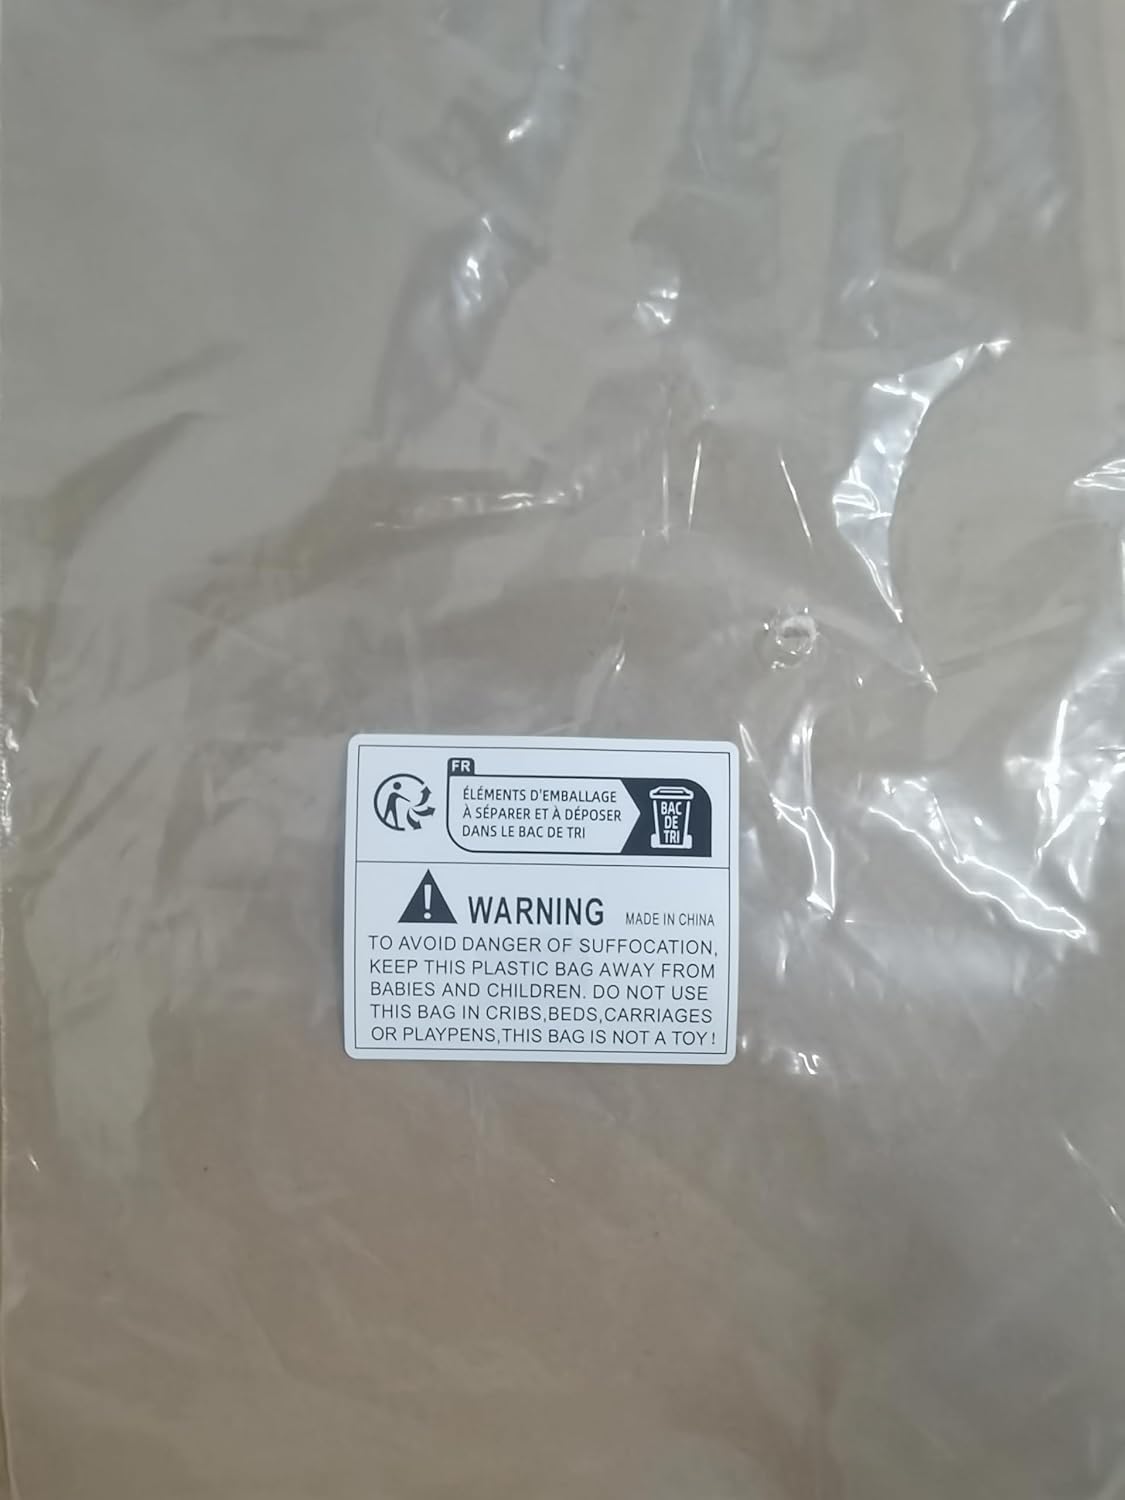 FR
ÉLÉMENTS D'EMBALLAGE
À SÉPARER ET À DÉPOSER
DANS LE BAC DE TRI
BAC
DE
TRI
WARNING MADE IN CHINA
TO AVOID DANGER OF SUFFOCATION,
KEEP THIS PLASTIC BAG AWAY FROM
BABIES AND CHILDREN. DO NOT USE
THIS BAG IN CRIBS,BEDS,CARRIAGES
OR PLAYPENS,THIS BAG IS NOT A TOY!